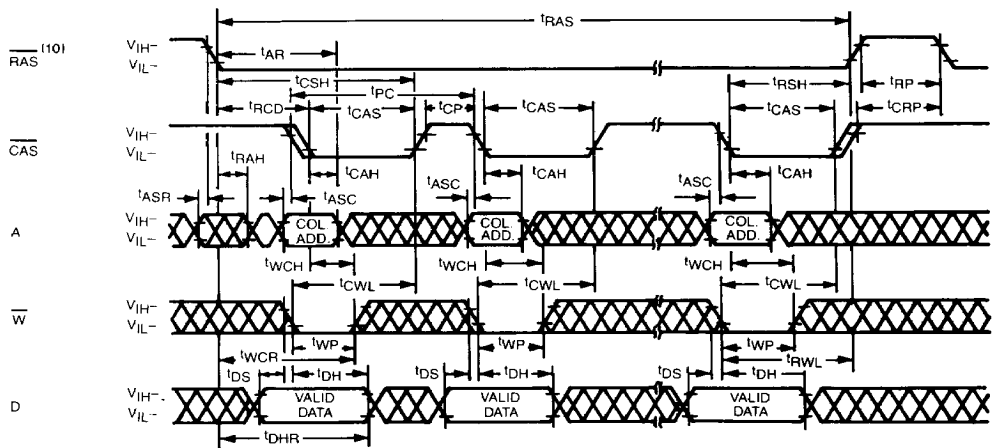 tRAS
RAS (10)
VIH–
VIL–
tAR
tCSH
tRSH
tRP
tPC
tRCD
tCAS
tCP
tCAS
tCAS
tCRP
CAS
VIH–
VIL–
tRAH
tCAH
tCAH
tCAH
tASR
tASC
tASC
tASC
A
VIH–
VIL–
COL. ADD.
COL. ADD.
COL. ADD.
tWCH
tWCH
tWCH
tCWL
tCWL
tCWL
W
VIH–
VIL–
tWP
tWP
tWP
tWCR
tRWL
tDS
tDH
tDS
tDH
tDS
tDH
D
VIH–
VIL–
VALID DATA
VALID DATA
VALID DATA
tDHR